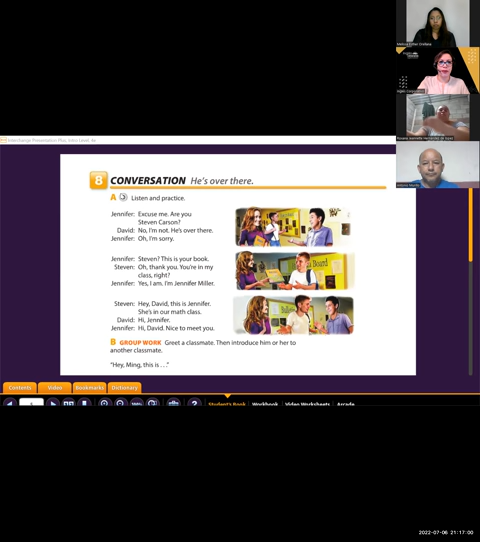 Interchange Presentation Plus, Intro Level
8 CONVERSATION He's over there.
A Listen and practice.
Jennifer: Excuse me. Are you
Steven Carson?
David: No, I'm not. He's over there.
Jennifer: Oh, I'm sorry.
Jennifer: Steven? This is your book.
Steven: Oh, thank you. You're in my
class, right?
Jennifer: Yes, I am. I'm Jennifer Miller.
Steven: Hey, David, this is Jennifer.
She's in our math class.
David: Hi, Jennifer.
Jennifer: Hi, David. Nice to meet you.
B GROUP WORK Greet a classmate. Then introduce him or her to
another classmate.
"Hey, Ming, this is . . ."
Contents Video Bookmarks Dictionary
Student's Book Workbook Video Worksheets Arcade
2022-07-06 21:17:00